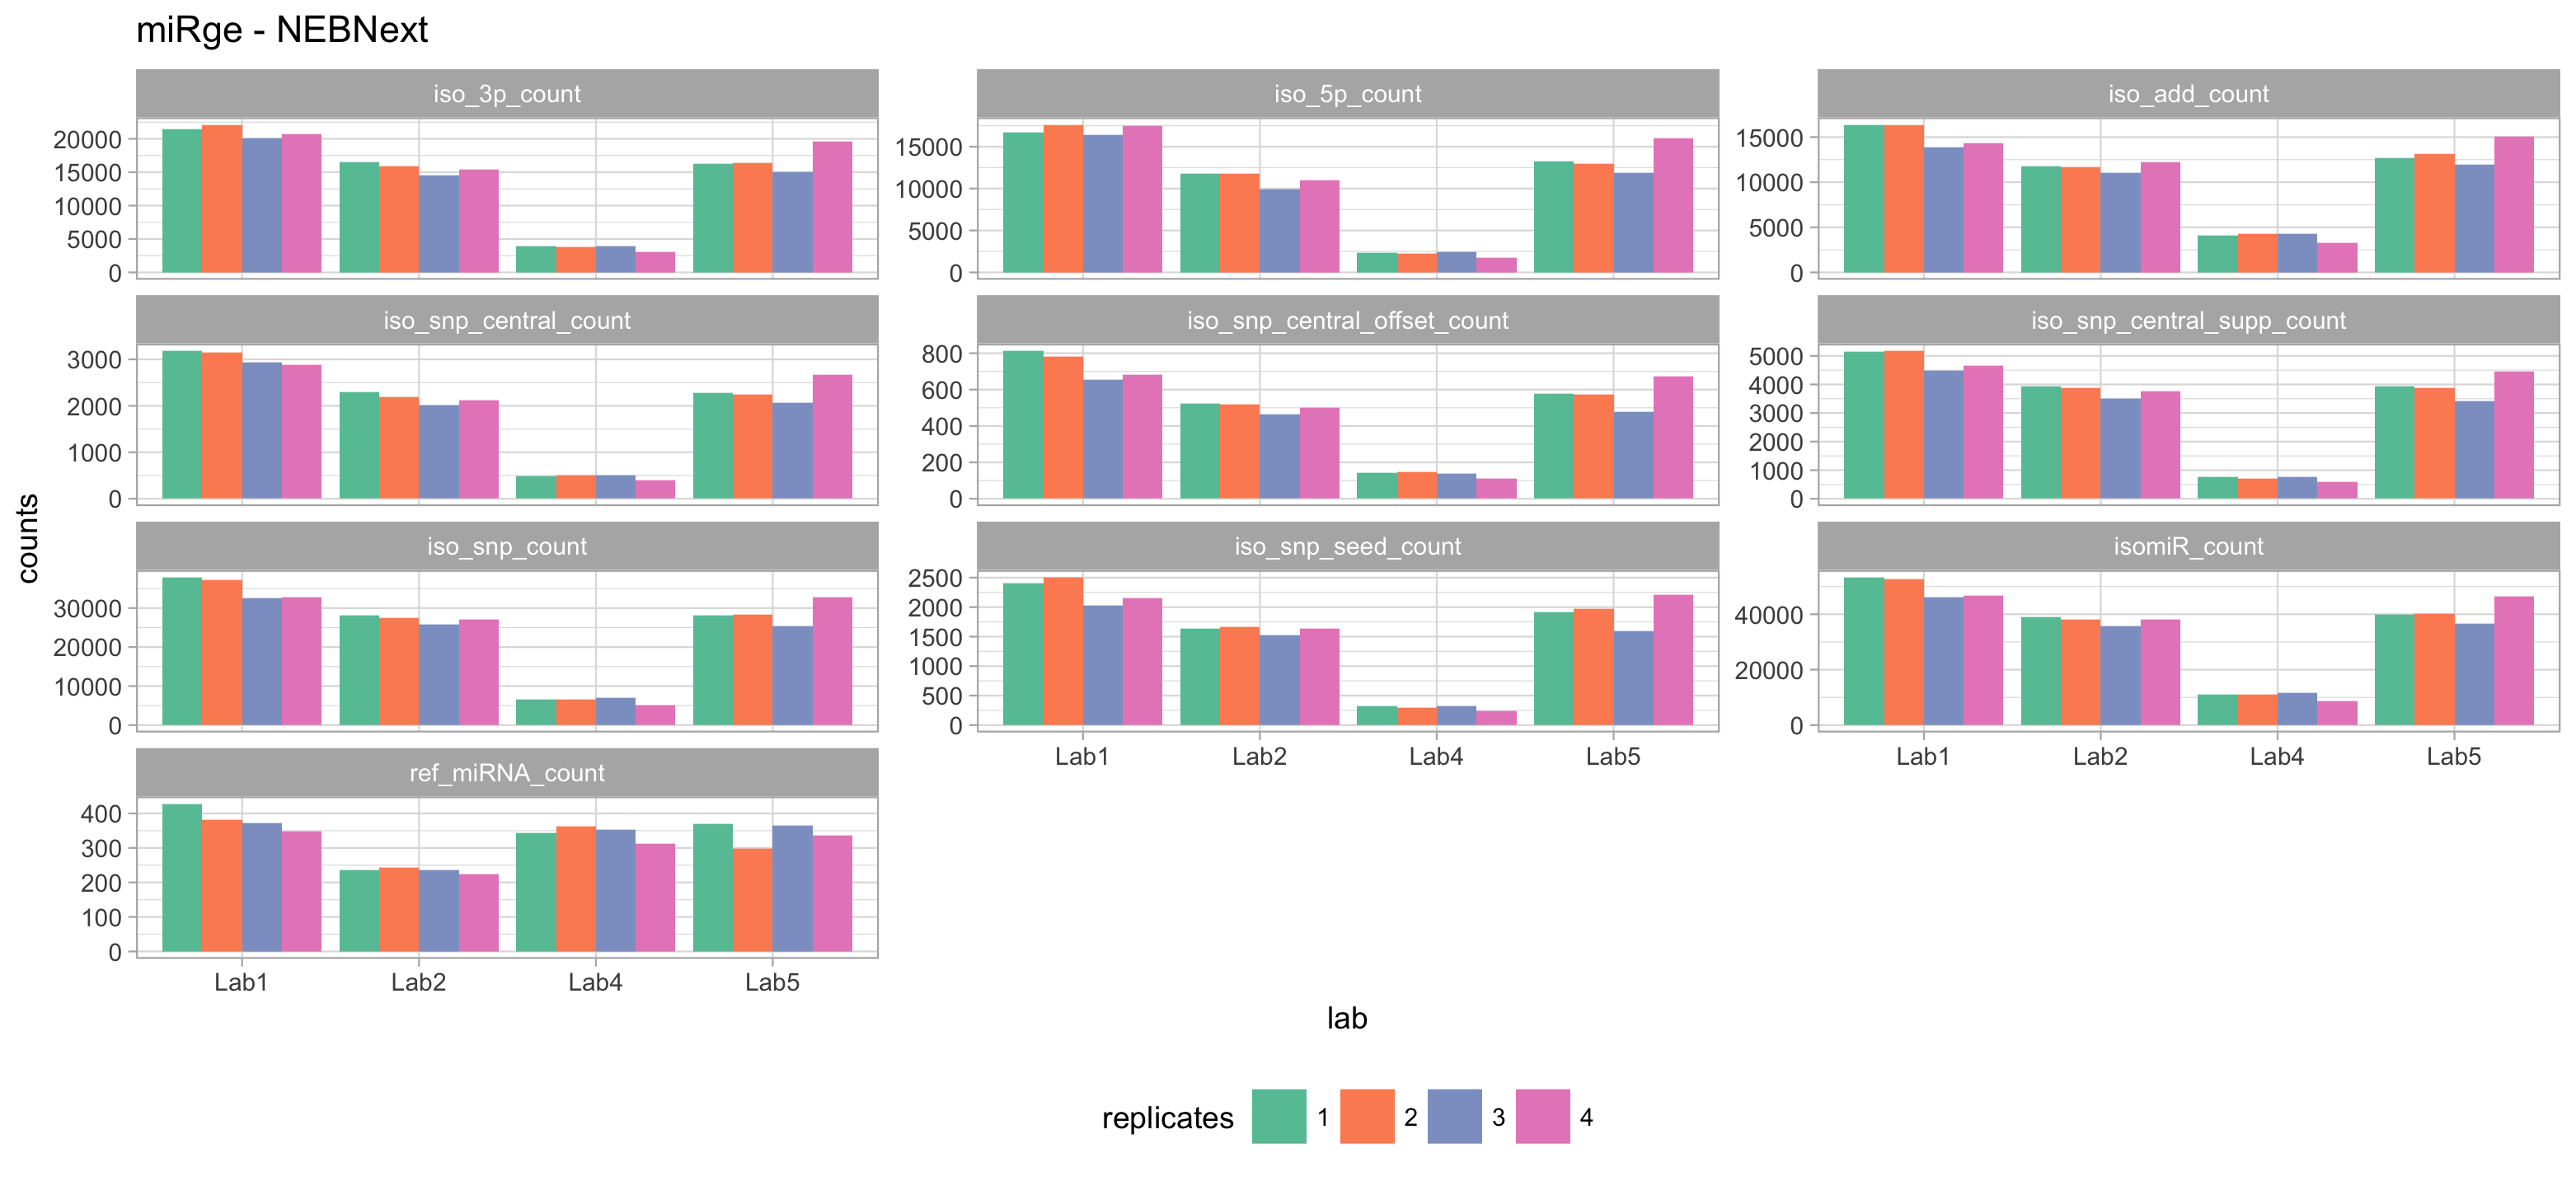 miRge - NEBNext
iso_3p_count
iso_5p_count
iso_add_count
20000
15000
10000
5000
0
15000
10000
5000
0
15000
10000
5000
0
iso_snp_central_count
iso_snp_central_offset_count
iso_snp_central_supp_count
3000
2000
1000
0
800
600
400
200
0
5000
4000
3000
2000
1000
0
counts
iso_snp_count
iso_snp_seed_count
isomiR_count
30000
20000
10000
0
2500
2000
1500
1000
500
0
40000
20000
0
Lab1 Lab2 Lab4 Lab5
Lab1 Lab2 Lab4 Lab5
ref_miRNA_count
400
300
200
100
0
Lab1 Lab2 Lab4 Lab5
lab
replicates 1 2 3 4